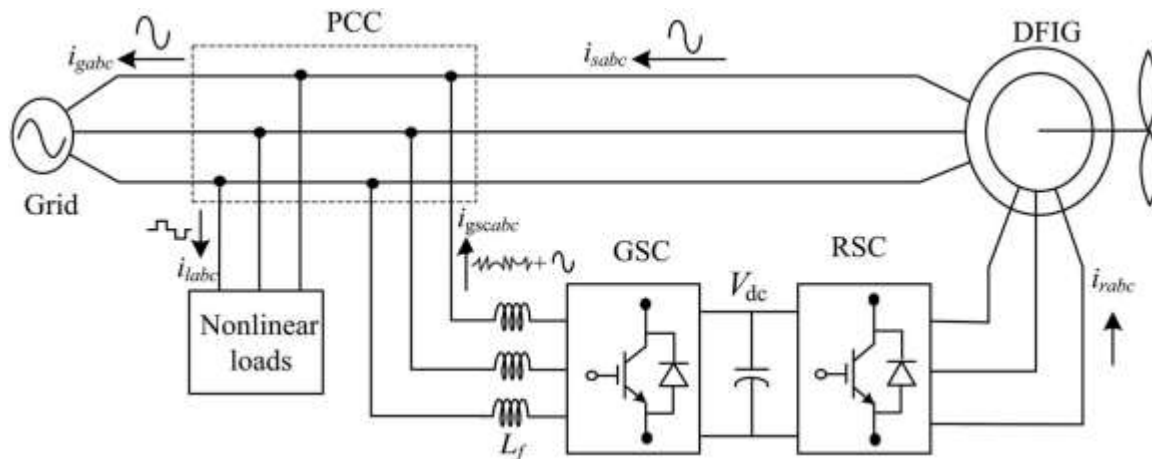 PCC
DFIG
i_gabc
i_sabc
Grid
i_gscabc
i_labc
GSC
RSC
V_dc
i_rabc
Nonlinear
loads
+
L_f